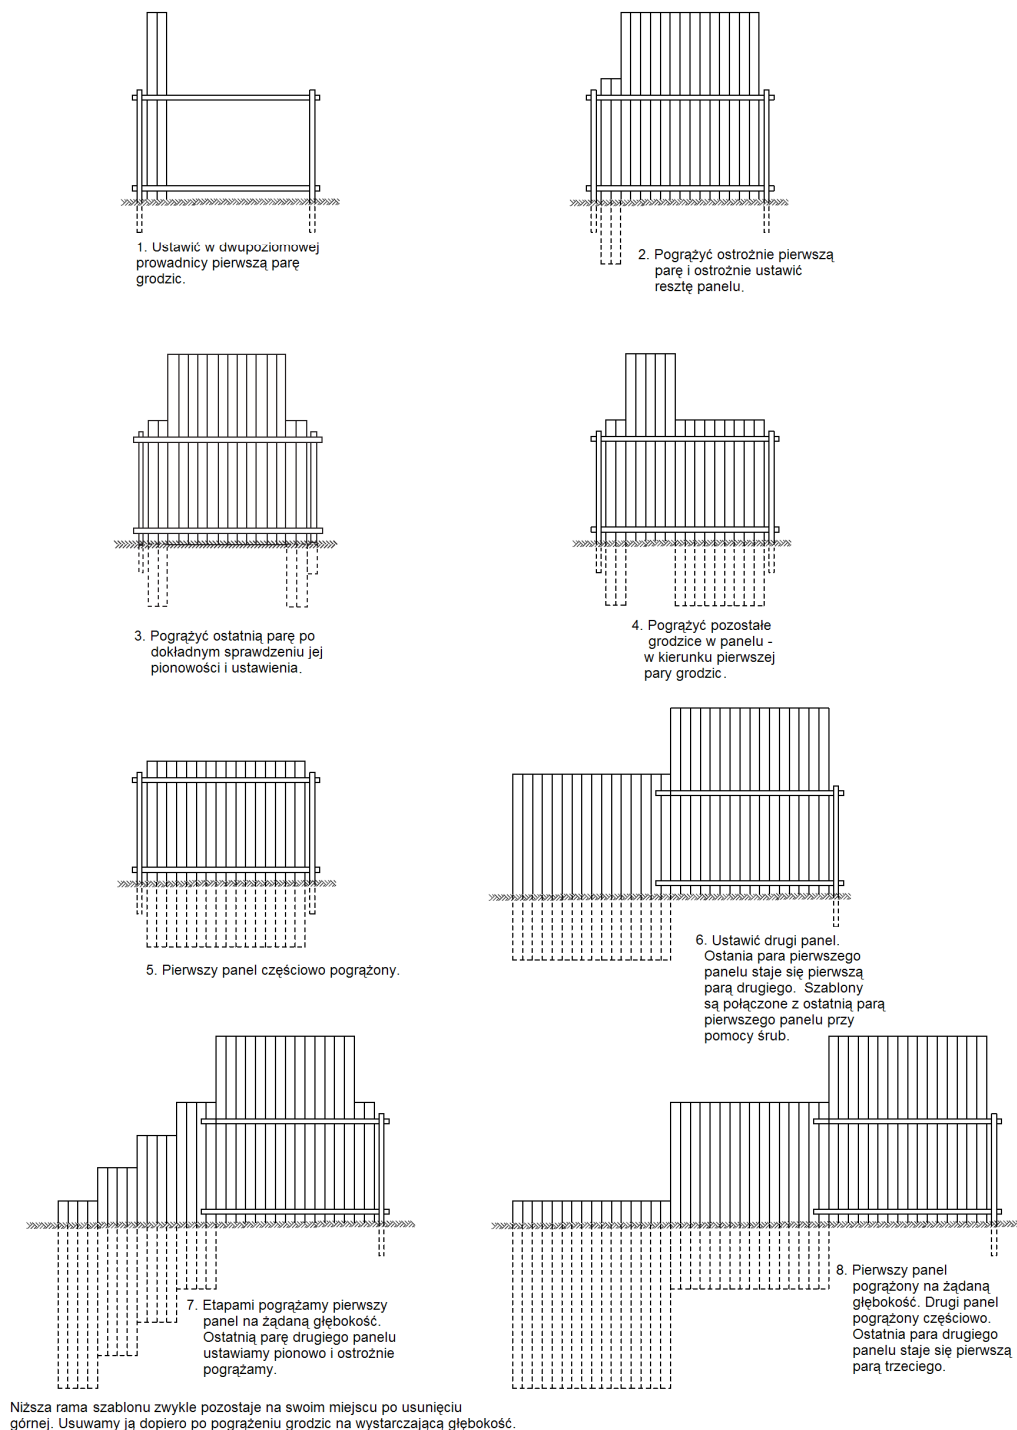 1. Ustawić w dwupoziomowej
prowadnicy pierwszą parę
grodzic.
2. Pogrążyć ostrożnie pierwszą
parę i ostrożnie ustawić
resztę panelu.
3. Pogrążyć ostatnią parę po
dokładnym sprawdzeniu jej
pionowości i ustawienia.
4. Pogrążyć pozostałe
grodzice w panelu -
w kierunku pierwszej
pary grodzic.
5. Pierwszy panel częściowo pogrążony.
6. Ustawić drugi panel.
Ostania para pierwszego
panelu staje się pierwszą
parą drugiego. Szablony
są połączone z ostatnią parą
pierwszego panelu przy
pomocy śrub.
7. Etapami pogrążamy pierwszy
panel na żądaną głębokość.
Ostatnią parę drugiego panelu
ustawiamy pionowo i ostrożnie
pogrążamy.
8. Pierwszy panel
pogrążony na żądaną
głębokość. Drugi panel
pogrążony częściowo.
Ostatnia para drugiego
panelu staje się pierwszą
parą trzeciego.
Niższa rama szablonu zwykle pozostaje na swoim miejscu po usunięciu
górnej. Usuwamy ją dopiero po pogrążeniu grodzic na wystarczającą głębokość.